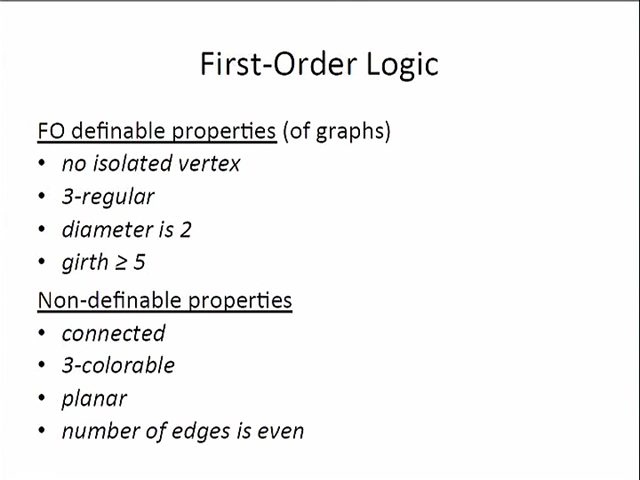 First-Order Logic
FO definable properties (of graphs)
• no isolated vertex
• 3-regular
• diameter is 2
• girth ≥ 5
Non-definable properties
• connected
• 3-colorable
• planar
• number of edges is even